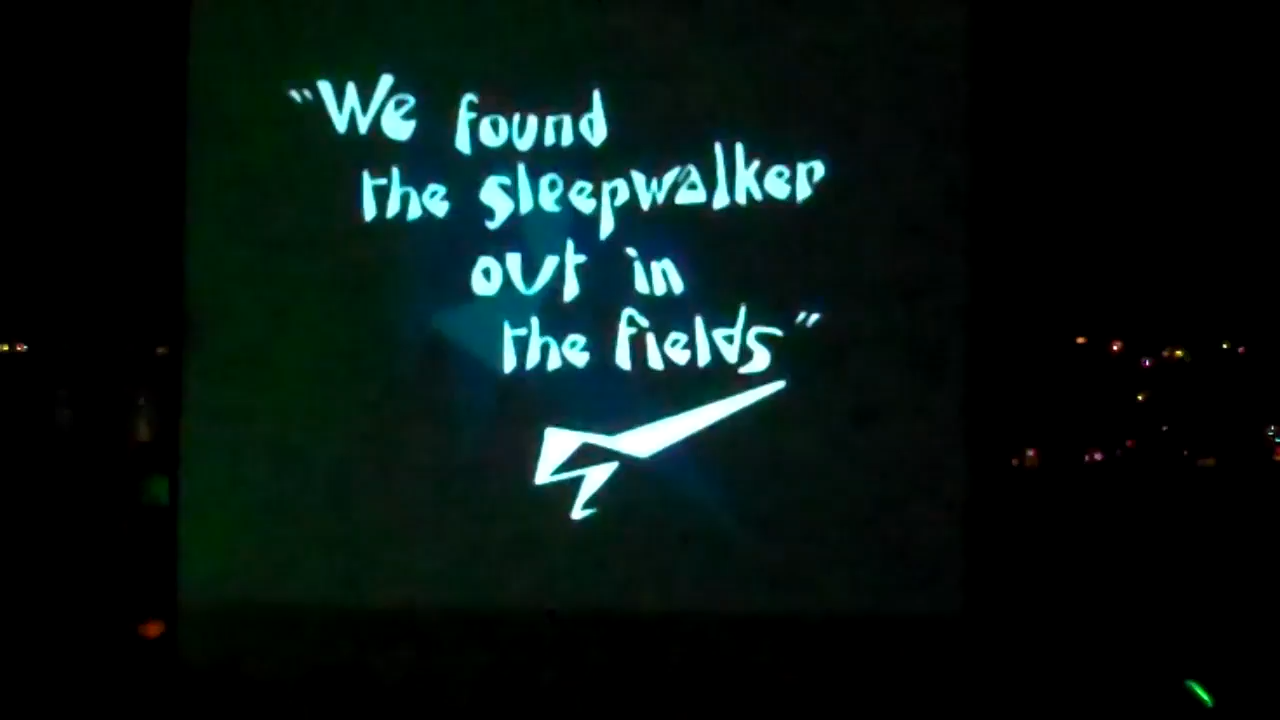 "We found
the sleepwalker
out in
the fields"